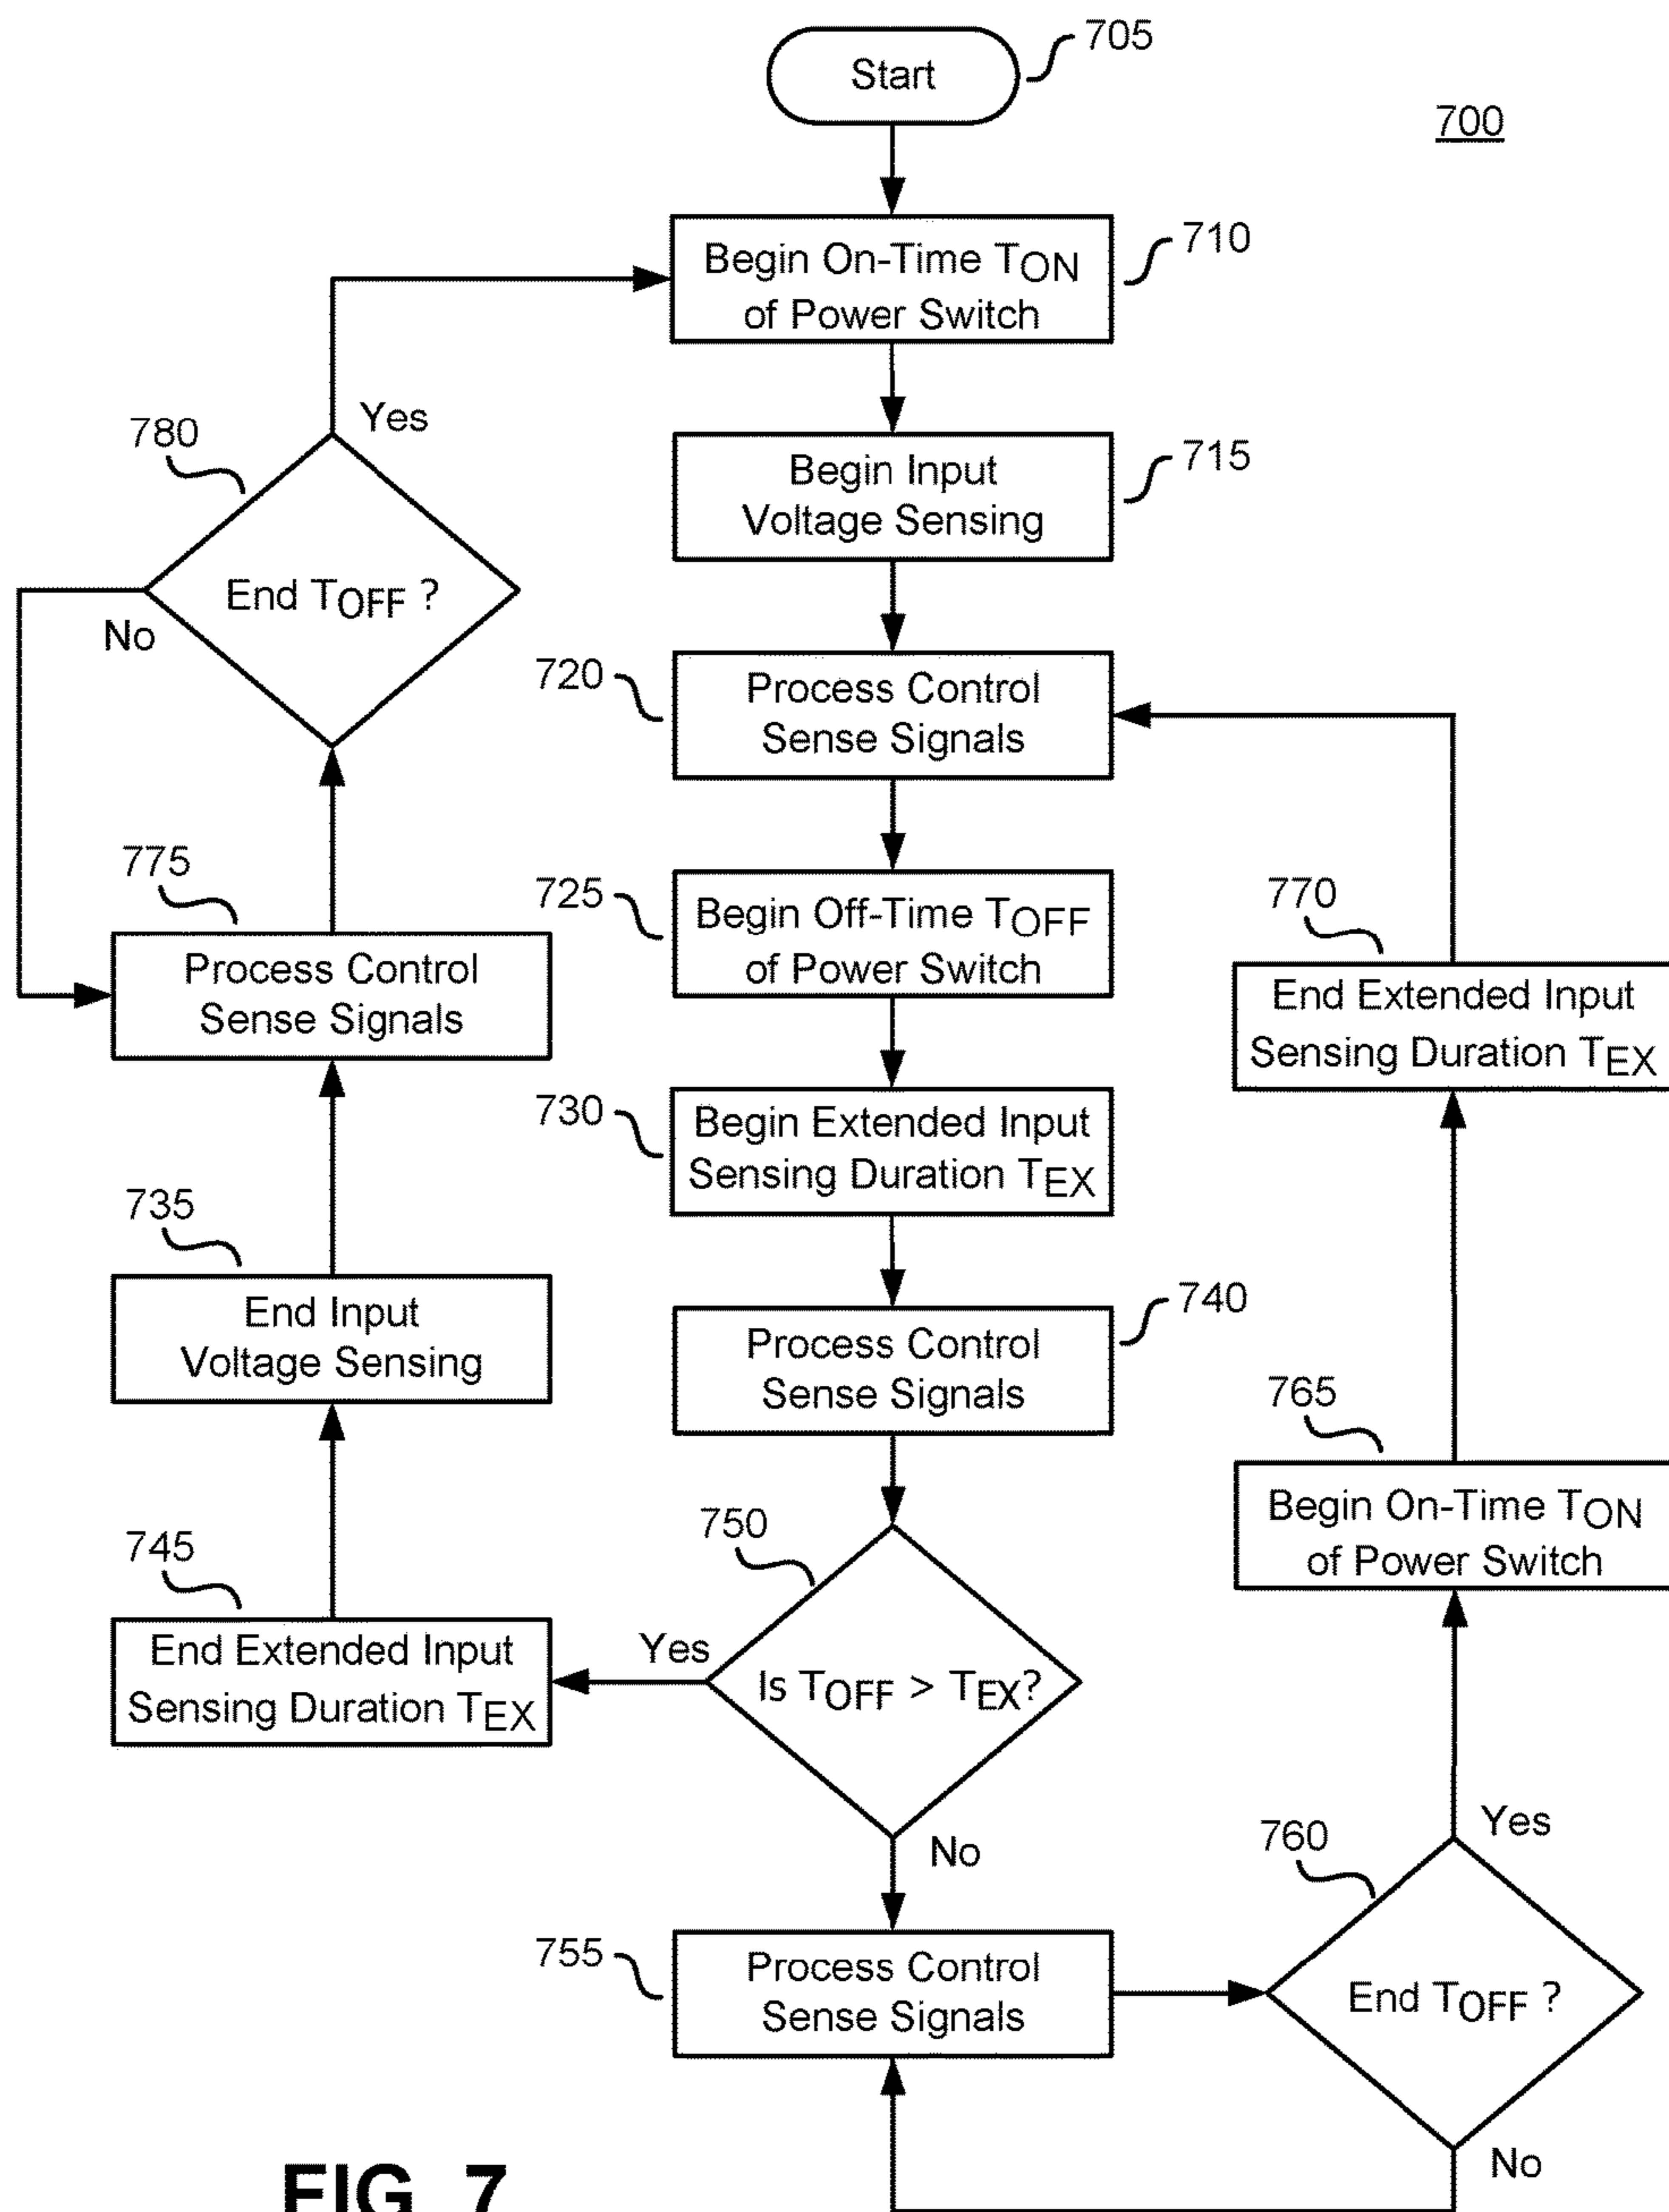 Start
705
700
Begin On-Time TON
of Power Switch
710
Begin Input
Voltage Sensing
715
Yes
780
End TOFF ?
No
720
Process Control
Sense Signals
775
Process Control
Sense Signals
725
Begin Off-Time TOFF
of Power Switch
770
End Extended Input
Sensing Duration TEX
730
Begin Extended Input
Sensing Duration TEX
735
End Input
Voltage Sensing
740
Process Control
Sense Signals
765
Begin On-Time TON
of Power Switch
745
End Extended Input
Sensing Duration TEX
750
Yes
Is TOFF > TEX?
No
755
Process Control
Sense Signals
760
Yes
End TOFF ?
No
FIG. 7